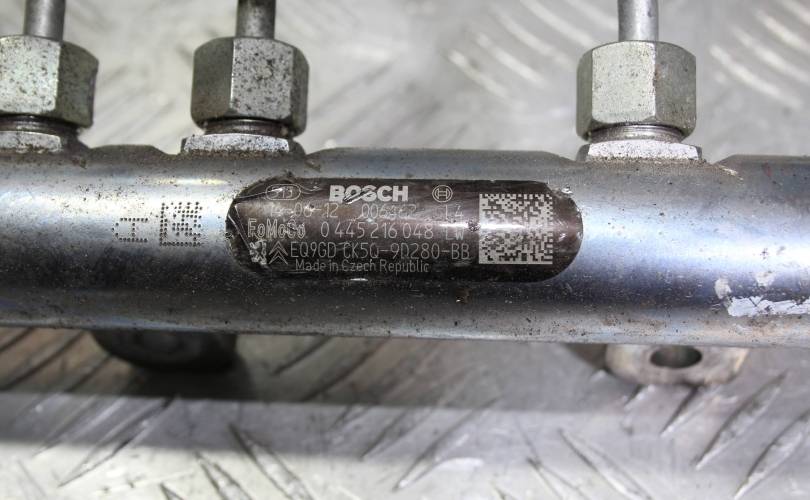 BOSCH
FoMoCo 0 445 216 048
EQ9GD CK5Q-9D280-BB
Made in Czech Republic